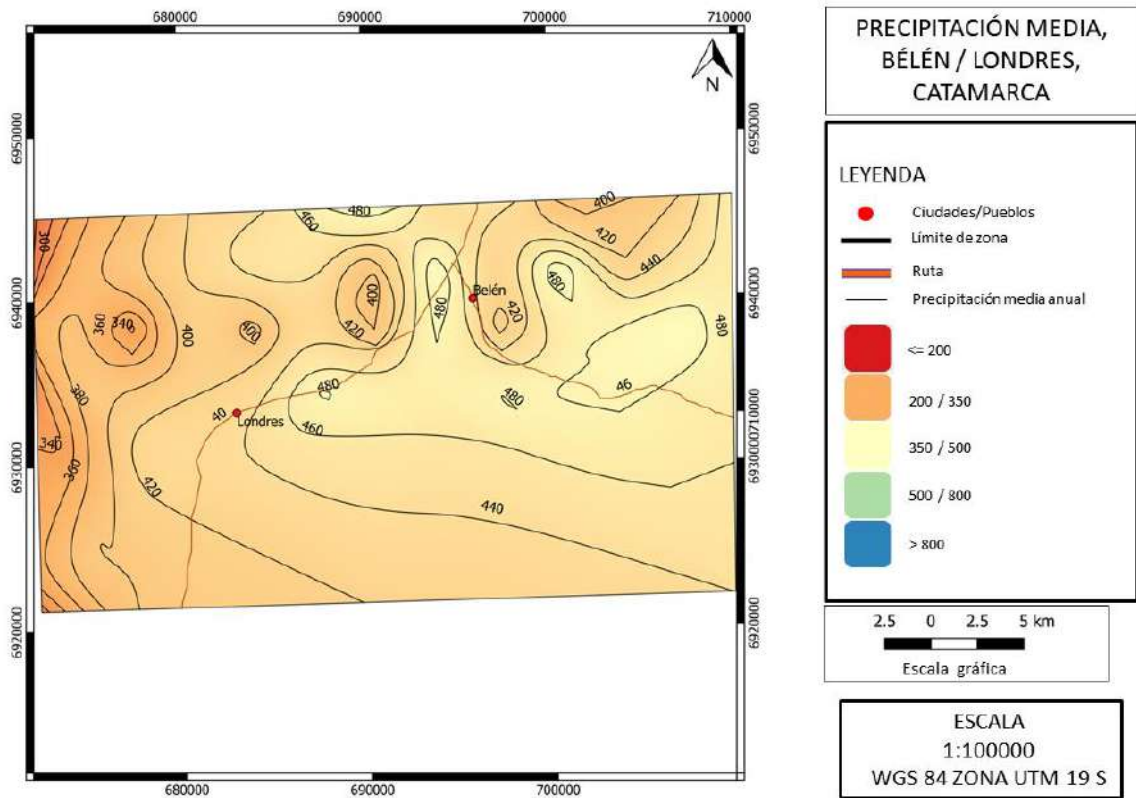 680000
690000
700000
710000
6950000
6940000
6930000
6920000
6950000
6940000
6930000710000
6920000
680000
690000
700000
N
300
360
340
400
380
340
360
420
400
40
Londres
460
480
400
420
480
480
460
440
Belén
420
480
400
420
440
480
46
480
PRECIPITACIÓN MEDIA,
BÉLÉN / LONDRES,
CATAMARCA
LEYENDA
Ciudades/Pueblos
Límite de zona
Ruta
Precipitación media anual
<= 200
200 / 350
350 / 500
500 / 800
> 800
2.5 0 2.5 5 km
Escala gráfica
ESCALA
1:100000
WGS 84 ZONA UTM 19 S